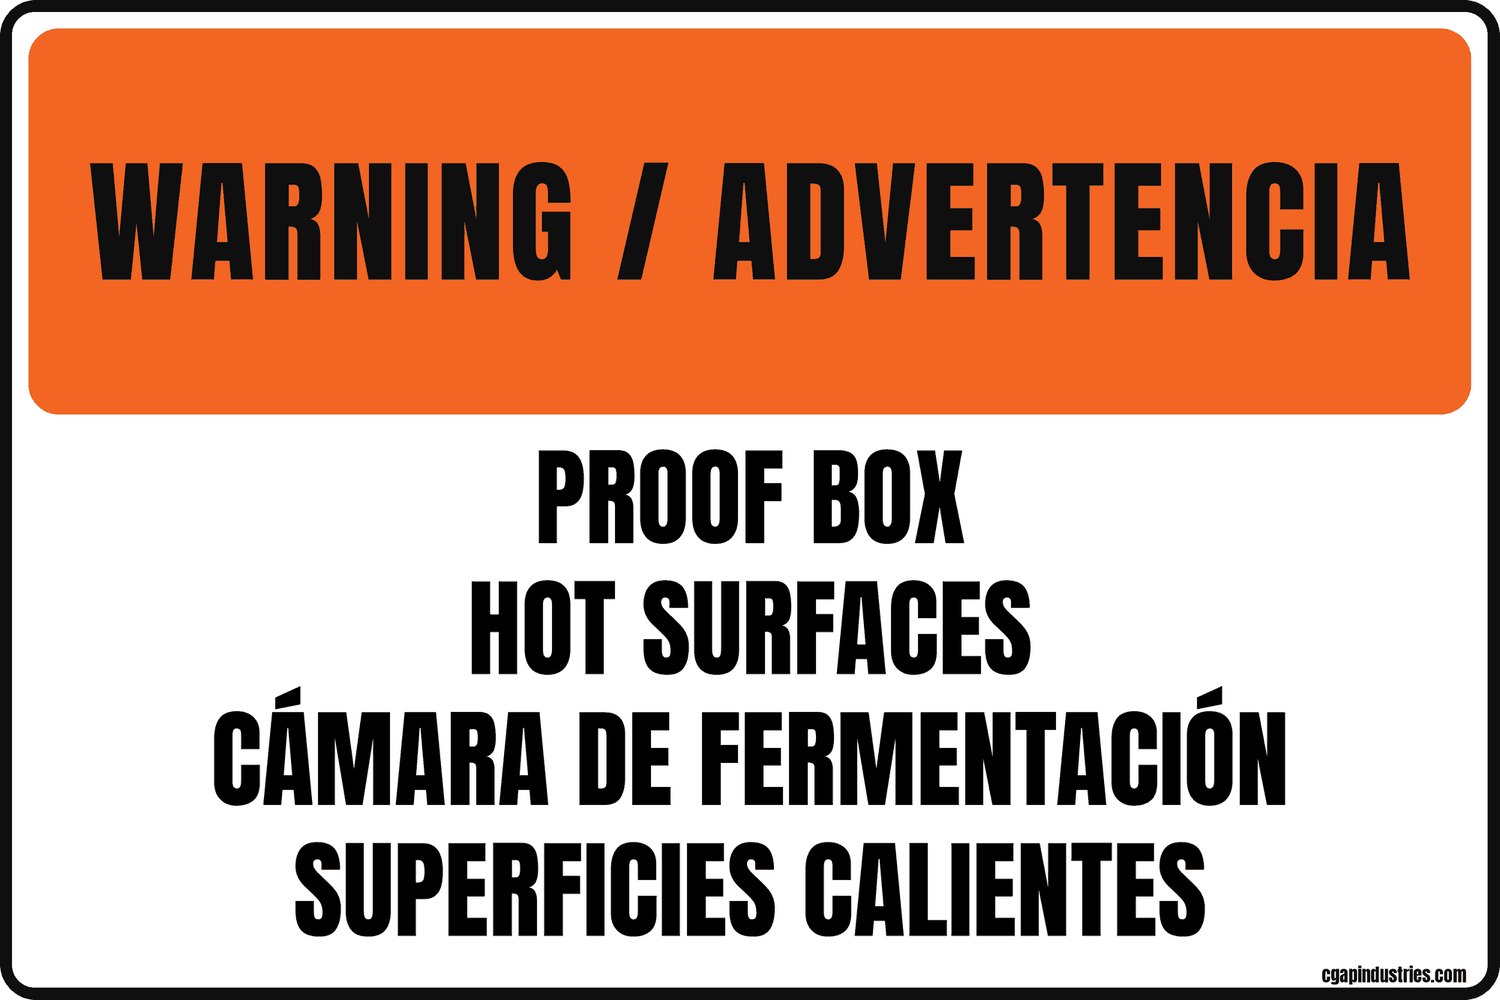 WARNING / ADVERTENCIA
PROOF BOX
HOT SURFACES
CÁMARA DE FERMENTACIÓN
SUPERFICIES CALIENTES
cgapindustries.com